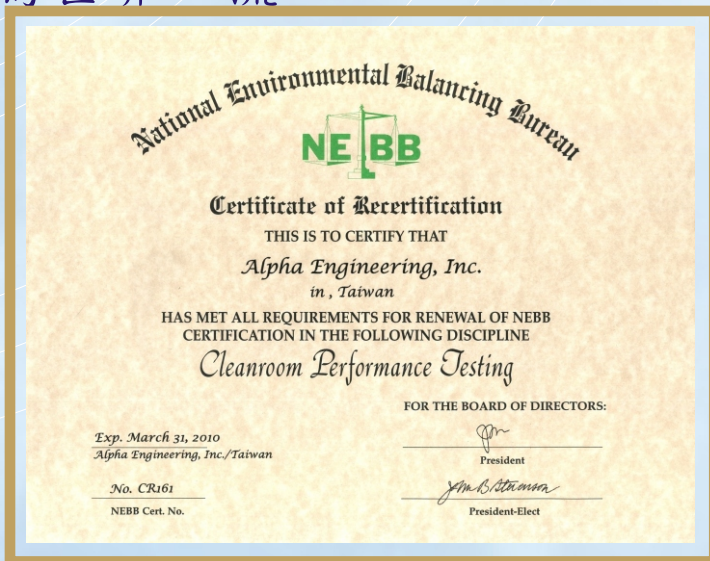 National Environmental Balancing Bureau
NEBB
Certificate of Recertification
THIS IS TO CERTIFY THAT
Alpha Engineering, Inc.
in , Taiwan
HAS MET ALL REQUIREMENTS FOR RENEWAL OF NEBB
CERTIFICATION IN THE FOLLOWING DISCIPLINE
Cleanroom Performance Testing
FOR THE BOARD OF DIRECTORS:
Exp. March 31, 2010
Alpha Engineering, Inc./Taiwan
President
No. CR161
NEBB Cert. No.
President-Elect